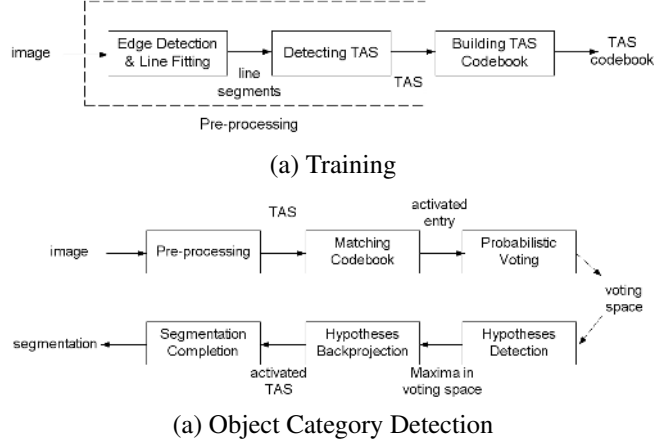 image
Edge Detection
& Line Fitting
line
segments
Detecting TAS
TAS
Building TAS
Codebook
TAS
codebook
Pre-processing
(a) Training
image
Pre-processing
TAS
Matching
Codebook
activated
entry
Probabilistic
Voting
voting
space
segmentation
Segmentation
Completion
activated
TAS
Hypotheses
Backprojection
Maxima in
voting space
Hypotheses
Detection
(a) Object Category Detection